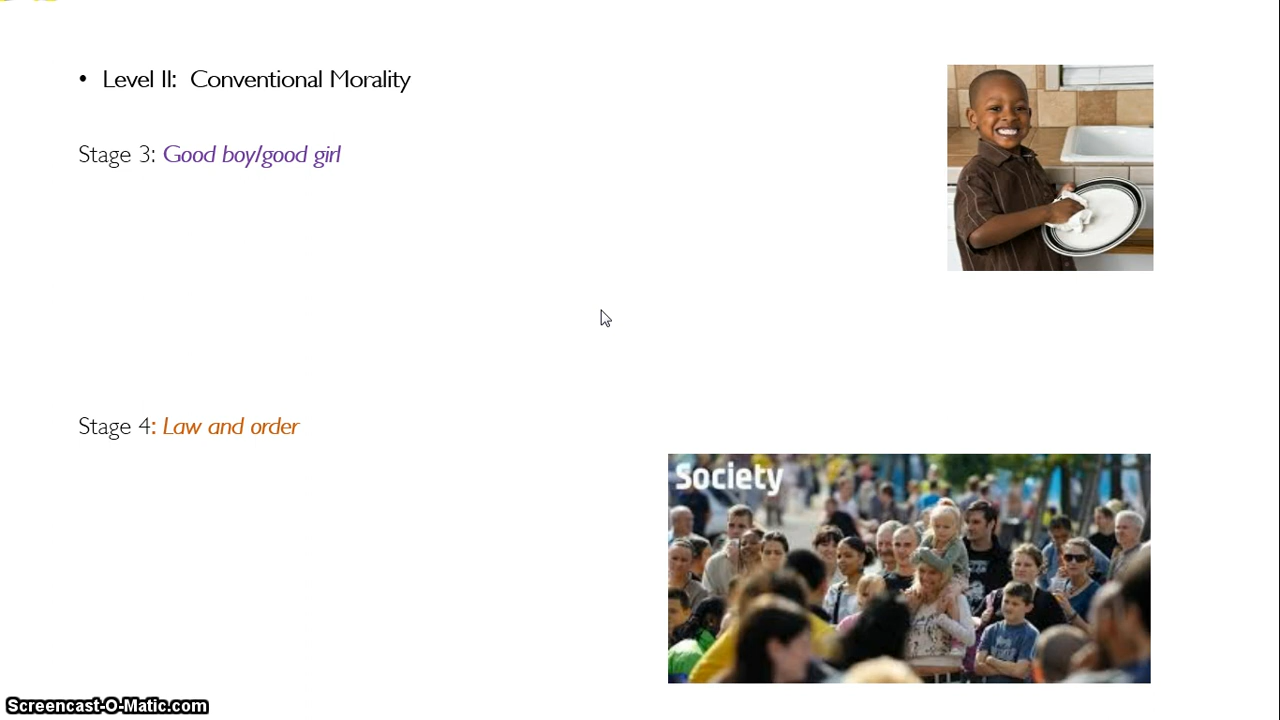 • Level II: Conventional Morality
Stage 3: Good boy/good girl
Stage 4: Law and order
Society
Screencast-O-Matic.com